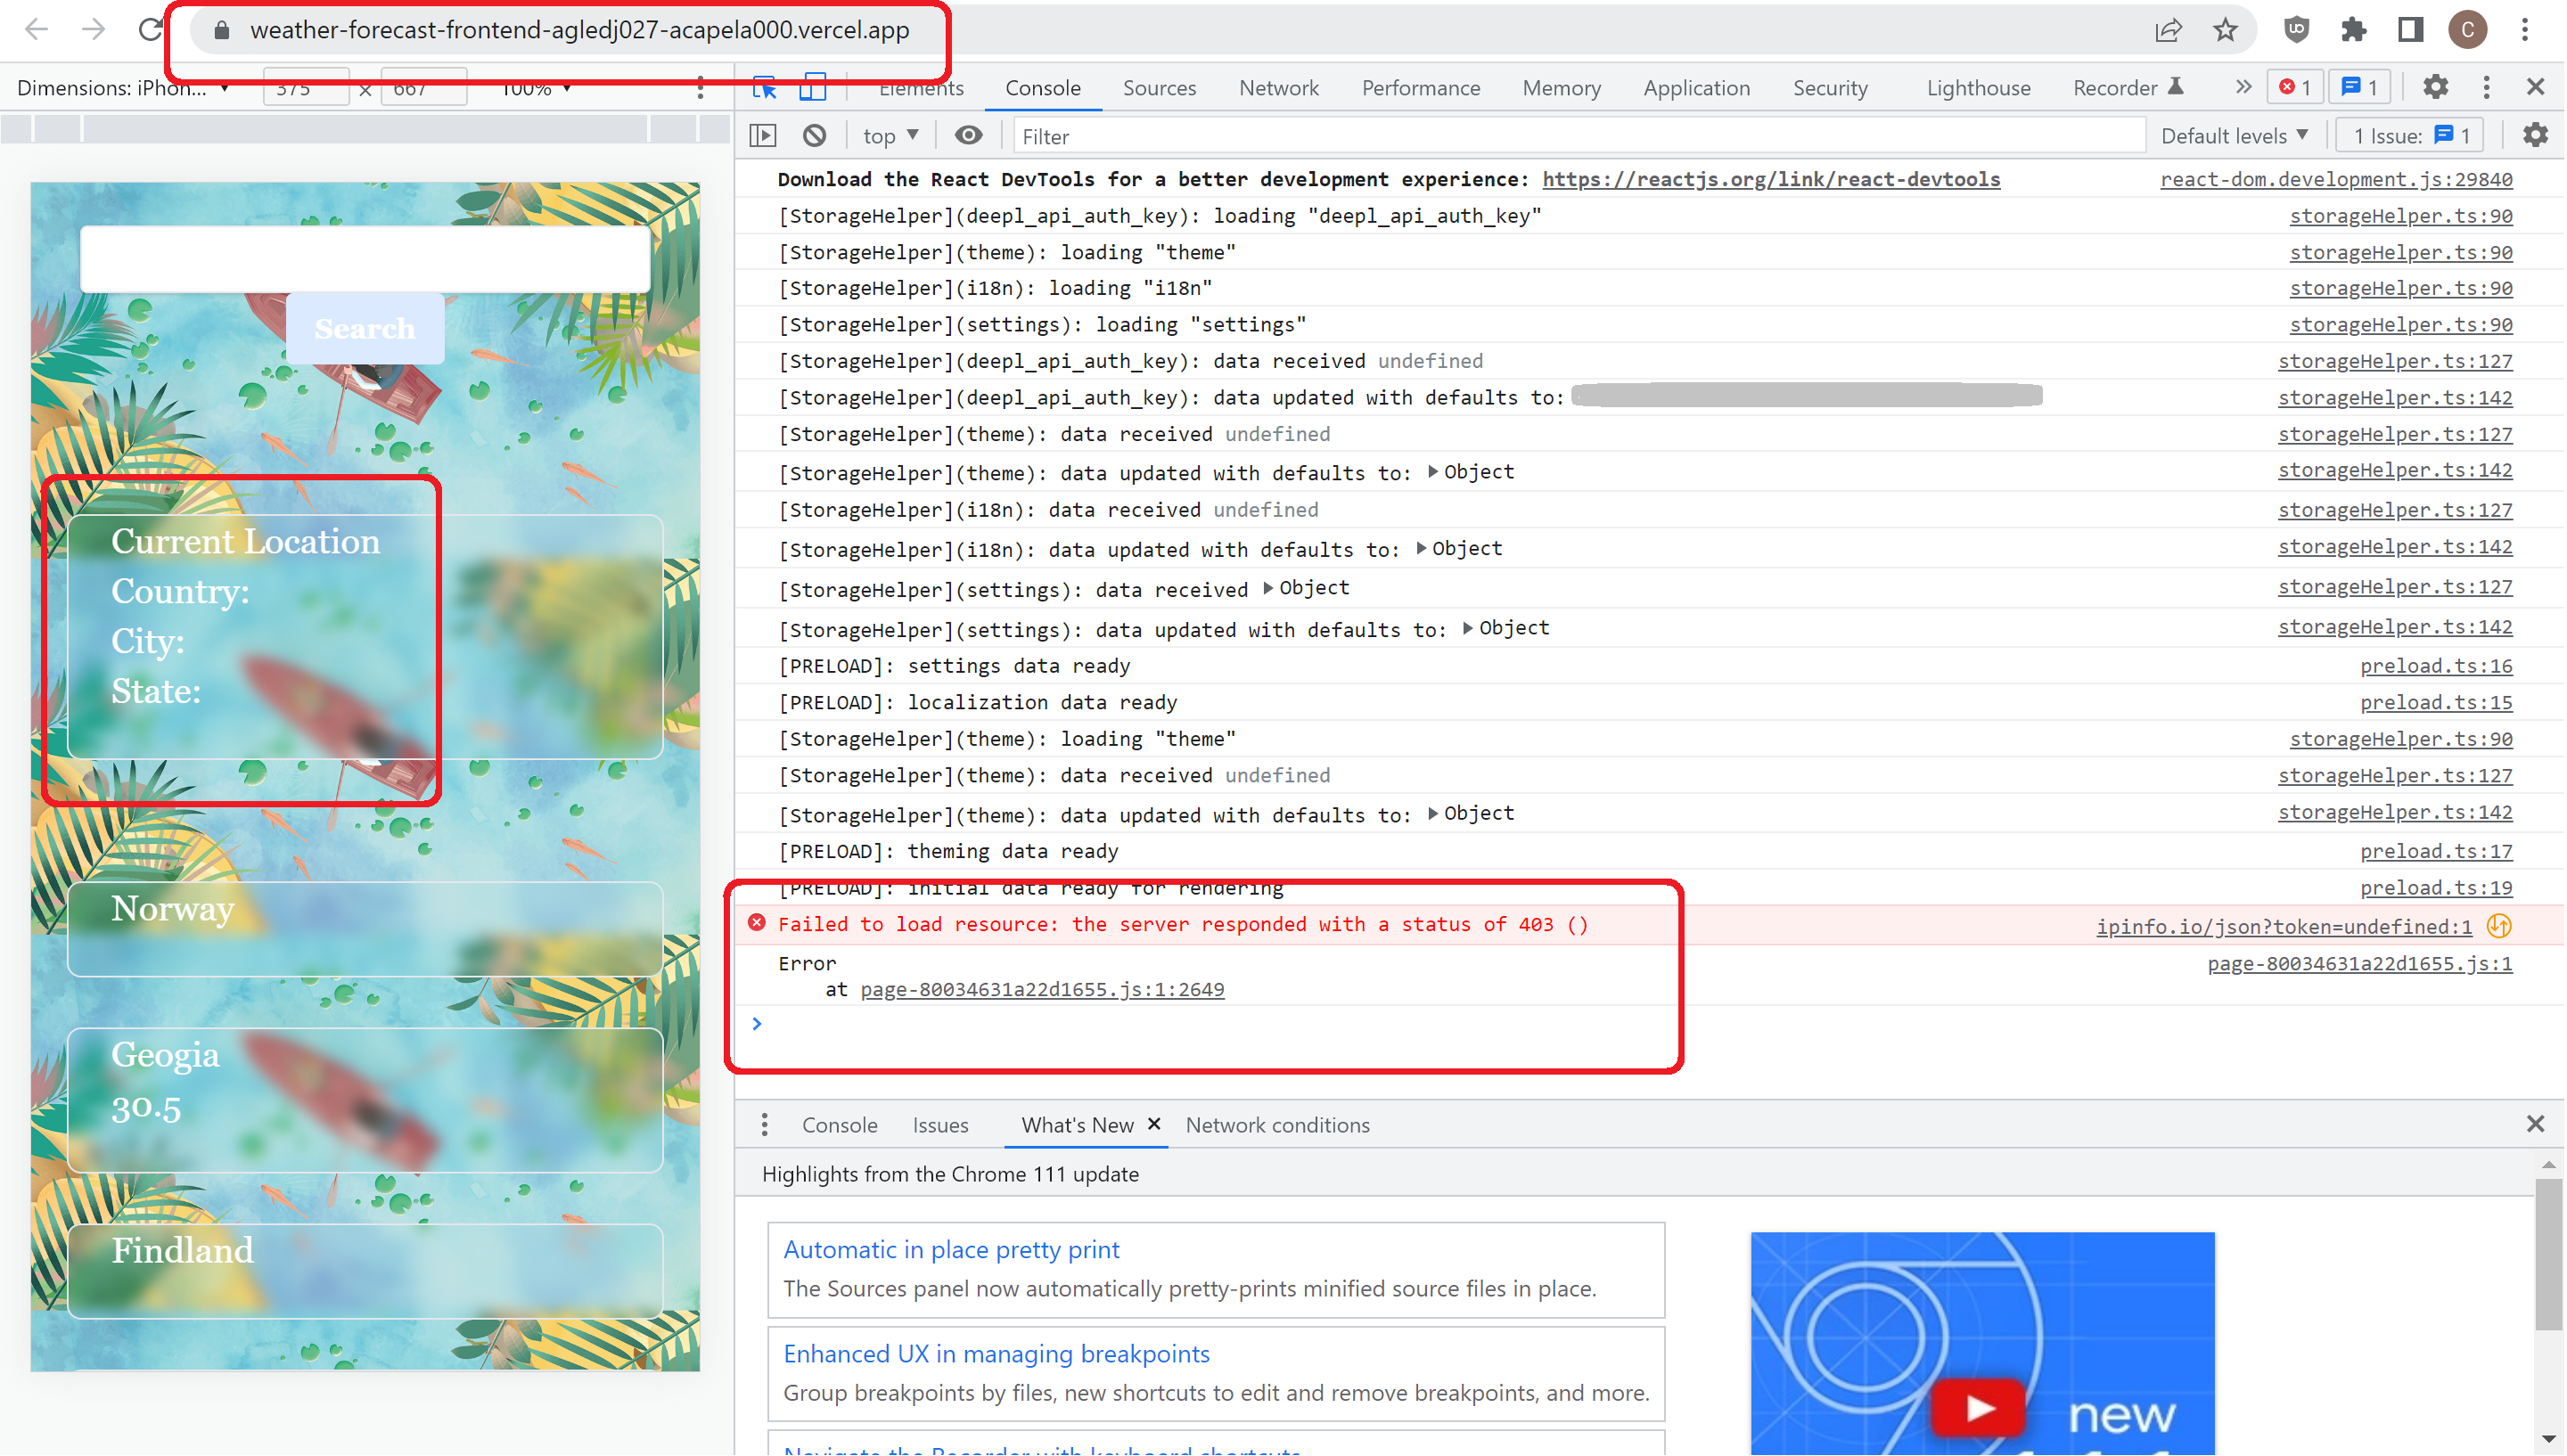 weather-forecast-frontend-agledj027-acapela000.vercel.app
C
Dimensions: iPhon... ▼ 375 × 667 100% ▼
Elements Console Sources Network Performance Memory Application Security Lighthouse Recorder 1 1
top ▼ Filter Default levels ▼ 1 Issue: 1
Search
Current Location
Country:
City:
State:
Norway
Geogia
30.5
Findland
Download the React DevTools for a better development experience: https://reactjs.org/link/react-devtools react-dom.development.js:29840
[StorageHelper](deepl_api_auth_key): loading "deepl_api_auth_key" storageHelper.ts:90
[StorageHelper](theme): loading "theme" storageHelper.ts:90
[StorageHelper](i18n): loading "i18n" storageHelper.ts:90
[StorageHelper](settings): loading "settings" storageHelper.ts:90
[StorageHelper](deepl_api_auth_key): data received undefined storageHelper.ts:127
[StorageHelper](deepl_api_auth_key): data updated with defaults to: storageHelper.ts:142
[StorageHelper](theme): data received undefined storageHelper.ts:127
[StorageHelper](theme): data updated with defaults to: ▶Object storageHelper.ts:142
[StorageHelper](i18n): data received undefined storageHelper.ts:127
[StorageHelper](i18n): data updated with defaults to: ▶Object storageHelper.ts:142
[StorageHelper](settings): data received ▶Object storageHelper.ts:127
[StorageHelper](settings): data updated with defaults to: ▶Object storageHelper.ts:142
[PRELOAD]: settings data ready preload.ts:16
[PRELOAD]: localization data ready preload.ts:15
[StorageHelper](theme): loading "theme" storageHelper.ts:90
[StorageHelper](theme): data received undefined storageHelper.ts:127
[StorageHelper](theme): data updated with defaults to: ▶Object storageHelper.ts:142
[PRELOAD]: theming data ready preload.ts:17
[PRELOAD]: initial data ready for rendering preload.ts:19
Failed to load resource: the server responded with a status of 403 () ipinfo.io/json?token=undefined:1
Error page-80034631a22d1655.js:1
at page-80034631a22d1655.js:1:2649
Console Issues What's New Network conditions
Highlights from the Chrome 111 update
Automatic in place pretty print
The Sources panel now automatically pretty-prints minified source files in place.
Enhanced UX in managing breakpoints
Group breakpoints by files, new shortcuts to edit and remove breakpoints, and more.
Navigate the Recorder with keyboard shortcuts
new